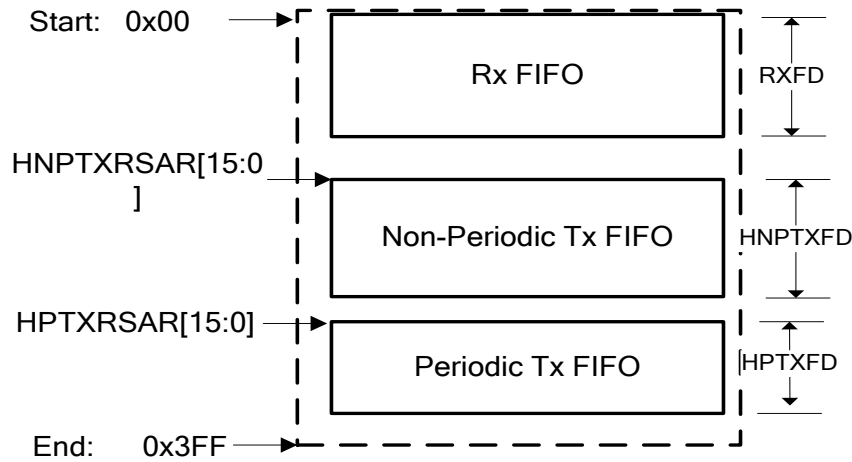 Start: 0x00
Rx FIFO
RXFD
HNPTXRSAR[15:0
]
Non-Periodic Tx FIFO
HNPTXFD
HPTXRSAR[15:0]
Periodic Tx FIFO
HPTXFD
End: 0x3FF